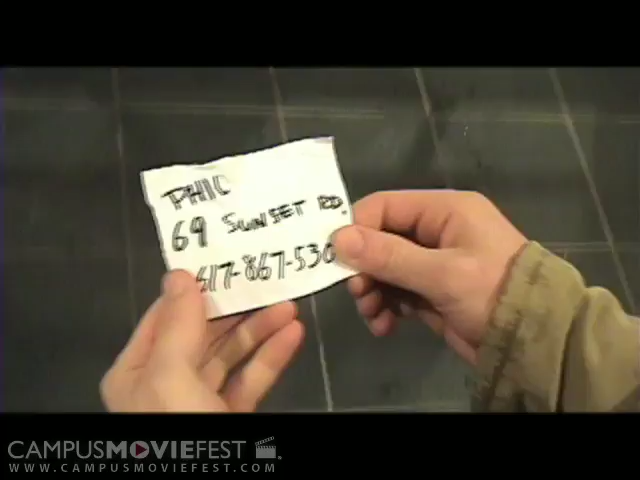 PHIL
69 SUNSET RD.
617-867-530
CAMPUSMOVIEFEST
WWW.CAMPUSMOVIEFEST.COM